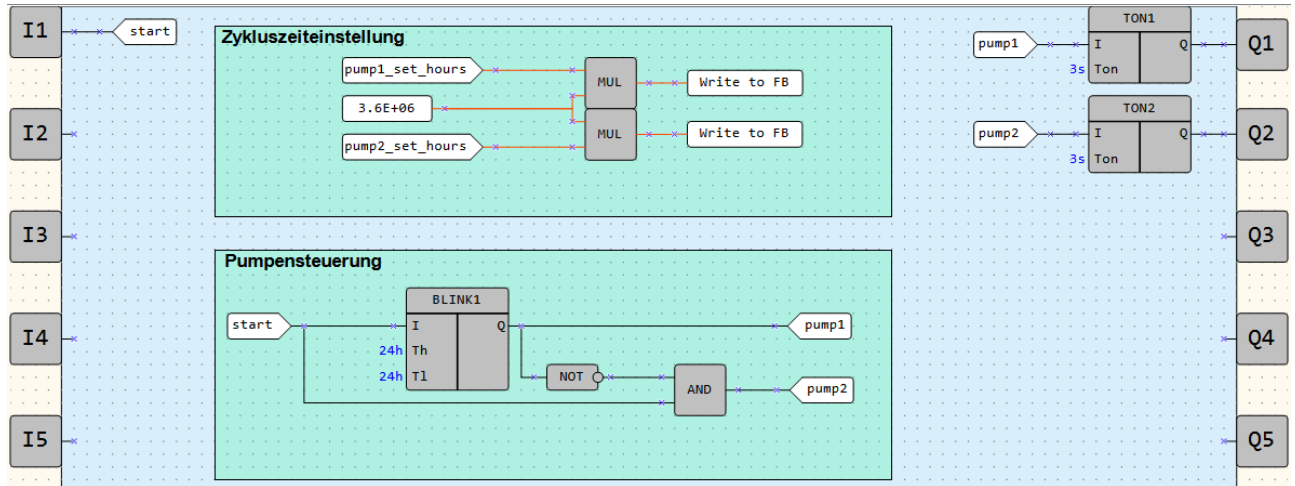 I1
start
I2
I3
I4
I5
Zykluszeiteinstellung
pump1_set_hours
3.6E+06
pump2_set_hours
MUL
MUL
Write to FB
Write to FB
Pumpensteuerung
start
BLINK1
I Q
24h Th
24h Tl
NOT
AND
pump1
pump2
TON1
pump1
I Q
3s Ton
TON2
pump2
I Q
3s Ton
Q1
Q2
Q3
Q4
Q5